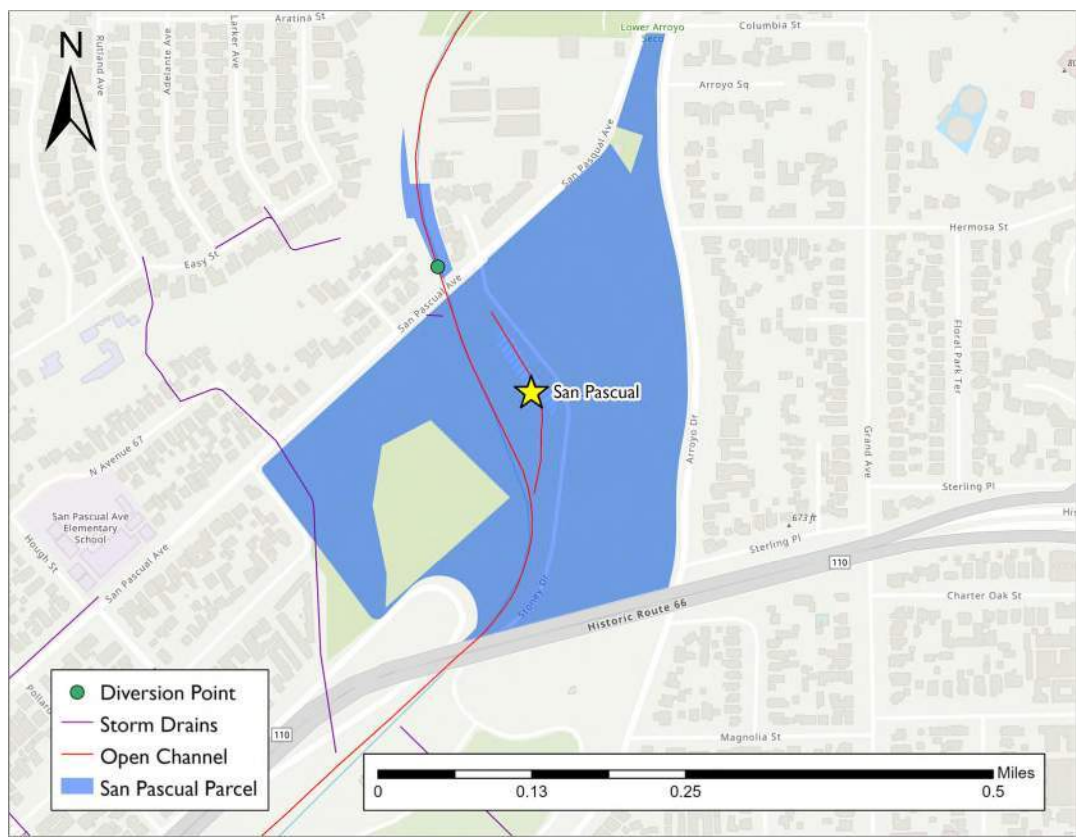 Aratina St
Columbia St
Lower Arroyo
Seco
N
Rutland Ave
Adelante Ave
Larker Ave
Arroyo Sq
San Pasqual Ave
Hermosa St
Easy St
San Pascual Ave
Floral Park Ter
San Pascual
Arroyo Dr
Grand Ave
N Avenue 67
Sterling Pl
San Pascual Ave
Elementary
School
673 ft
Hough St
Sterling Pl
San Pascual Ave
110
Stoney Dr
Historic Route 66
Charter Oak St
Diversion Point
Storm Drains
Open Channel
San Pascual Parcel
110
Magnolia St
Miles
0
0.13
0.25
0.5